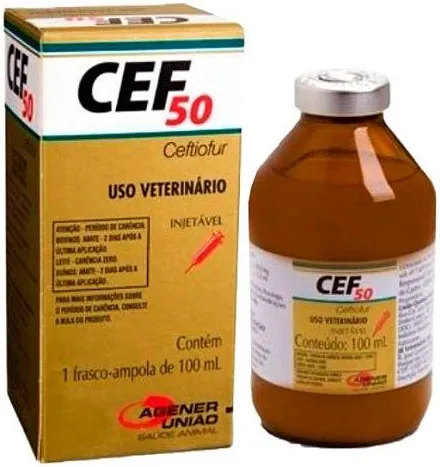 CEF
50
Ceftiofur
USO VETERINÁRIO
INJETÁVEL
ATENÇÃO - PERÍODO DE CARÊNCIA.
BOVINOS: ABATE - 2 DIAS APÓS A
ÚLTIMA APLICAÇÃO.
LEITE - CARÊNCIA ZERO.
SUÍNOS: ABATE - 2 DIAS APÓS A
ÚLTIMA APLICAÇÃO.
PARA MAIS INFORMAÇÕES SOBRE
O PERÍODO DE CARÊNCIA, CONSULTE
A BULA DO PRODUTO.
Contém
1 frasco-ampola de 100 mL
AGENER
UNIÃO
SAÚDE ANIMAL
CEF
50
Ceftiofur
USO VETERINÁRIO
INJETÁVEL
Conteúdo: 100 mL
AGENER
UNIÃO